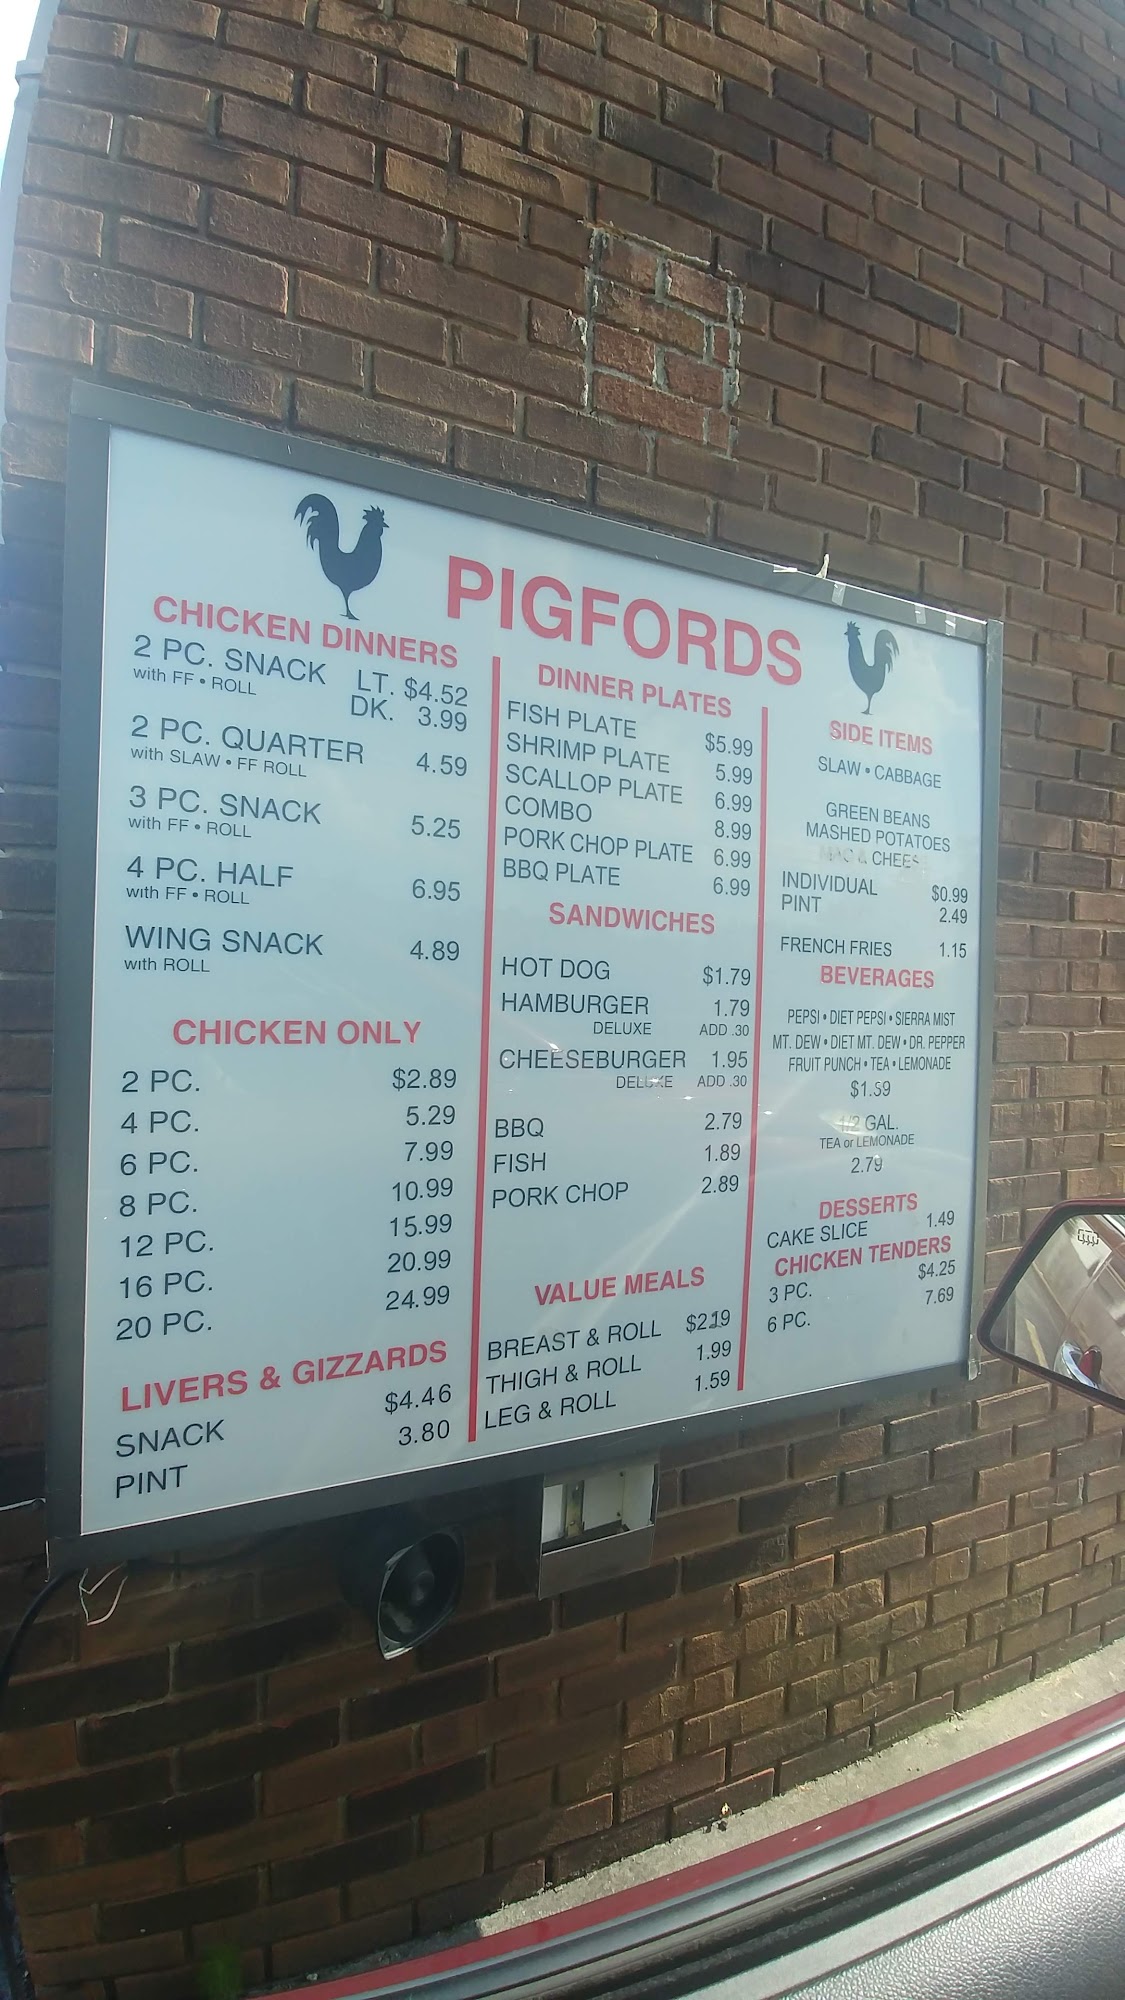 PIGFORDS
CHICKEN DINNERS
2 PC. SNACK LT. $4.52
with FF • ROLL DK. 3.99
2 PC. QUARTER 4.59
with SLAW • FF ROLL
3 PC. SNACK 5.25
with FF • ROLL
4 PC. HALF 6.95
with FF • ROLL
WING SNACK 4.89
with ROLL
CHICKEN ONLY
2 PC. $2.89
4 PC. 5.29
6 PC. 7.99
8 PC. 10.99
12 PC. 15.99
16 PC. 20.99
20 PC. 24.99
LIVERS & GIZZARDS
SNACK $4.46
PINT 3.80
DINNER PLATES
FISH PLATE $5.99
SHRIMP PLATE 5.99
SCALLOP PLATE 6.99
COMBO 8.99
PORK CHOP PLATE 6.99
BBQ PLATE 6.99
SANDWICHES
HOT DOG $1.79
HAMBURGER 1.79
DELUXE ADD .30
CHEESEBURGER 1.95
DELUXE ADD .30
BBQ 2.79
FISH 1.89
PORK CHOP 2.89
VALUE MEALS
BREAST & ROLL $2.19
THIGH & ROLL 1.99
LEG & ROLL 1.59
SIDE ITEMS
SLAW • CABBAGE
GREEN BEANS
MASHED POTATOES
MAC & CHEES
INDIVIDUAL $0.99
PINT 2.49
FRENCH FRIES 1.15
BEVERAGES
PEPSI • DIET PEPSI • SIERRA MIST
MT. DEW • DIET MT. DEW • DR. PEPPER
FRUIT PUNCH • TEA • LEMONADE
1/2 GAL.
TEA or LEMONADE
2.79
DESSERTS
CAKE SLICE 1.49
CHICKEN TENDERS
3 PC. $4.25
6 PC. 7.69